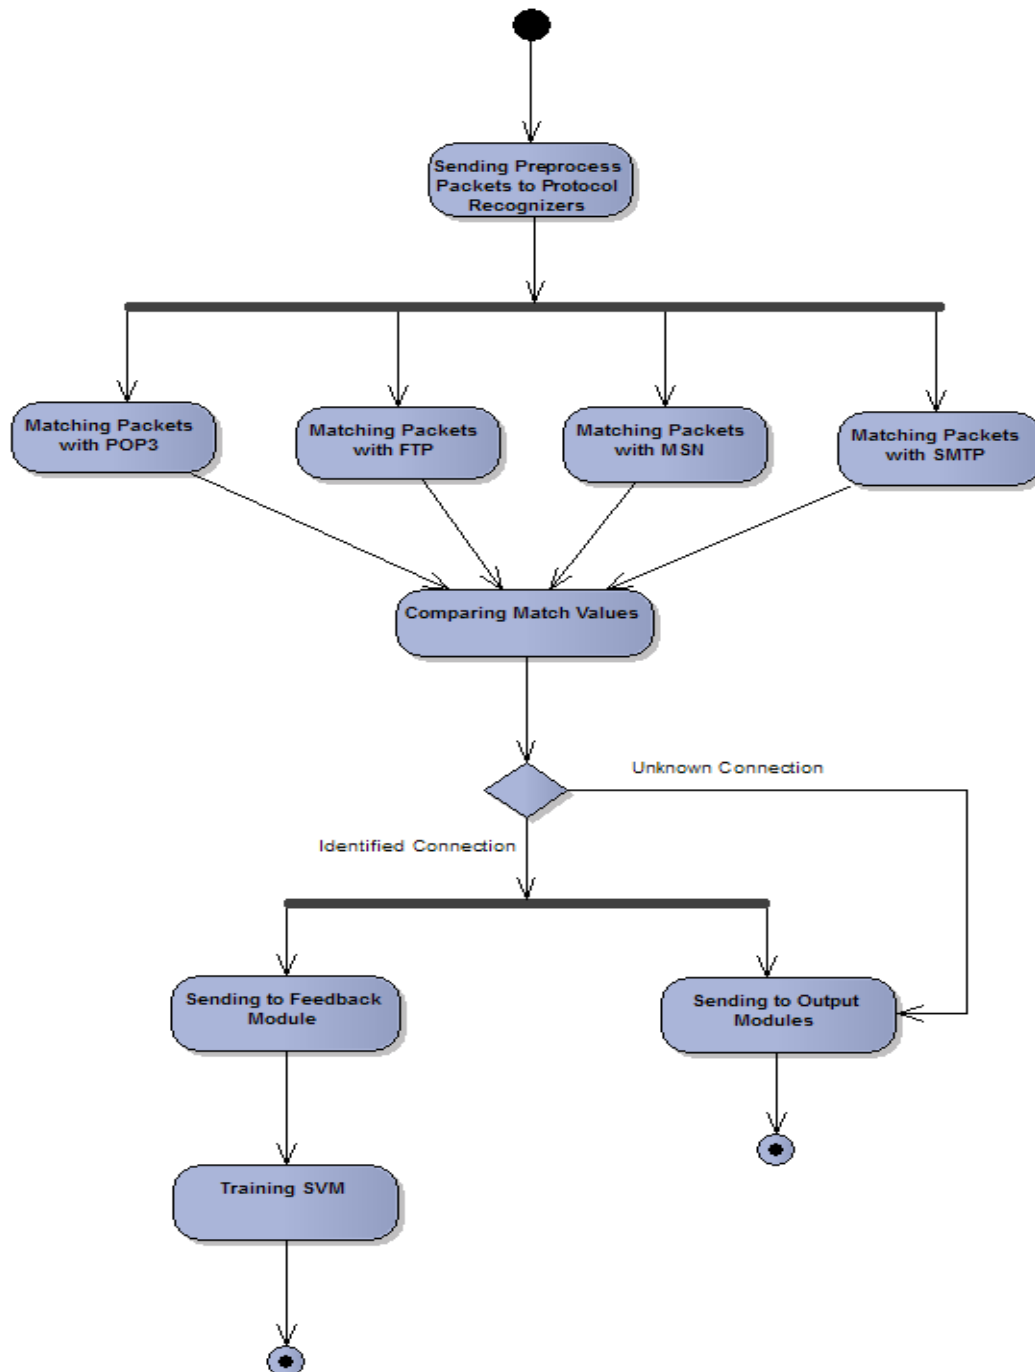 Sending Preprocess
Packets to Protocol
Recognizers
Matching Packets
with POP3
Matching Packets
with FTP
Matching Packets
with MSN
Matching Packets
with SMTP
Comparing Match Values
Unknown Connection
Identified Connection
Sending to Feedback
Module
Sending to Output
Modules
Training SVM